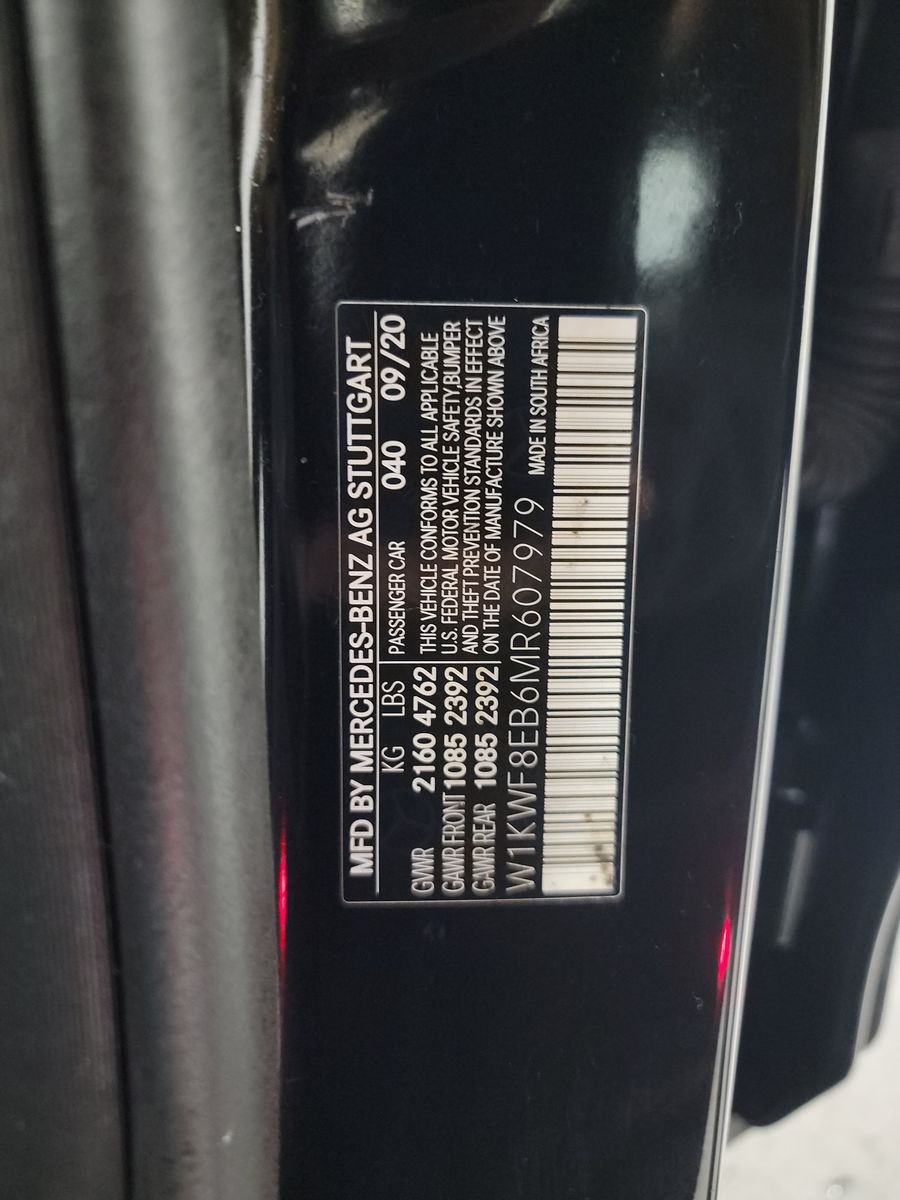 MFD BY MERCEDES-BENZ AG STUTTGART
KG LBS PASSENGER CAR 040 09/20
GVWR 2160 4762 THIS VEHICLE CONFORMS TO ALL APPLICABLE
GAWR FRONT 1085 2392 U.S. FEDERAL MOTOR VEHICLE SAFETY,BUMPER
GAWR REAR 1085 2392 AND THEFT PREVENTION STANDARDS IN EFFECT
ON THE DATE OF MANUFACTURE SHOWN ABOVE
W1KWF8EB6MR607979 MADE IN SOUTH AFRICA